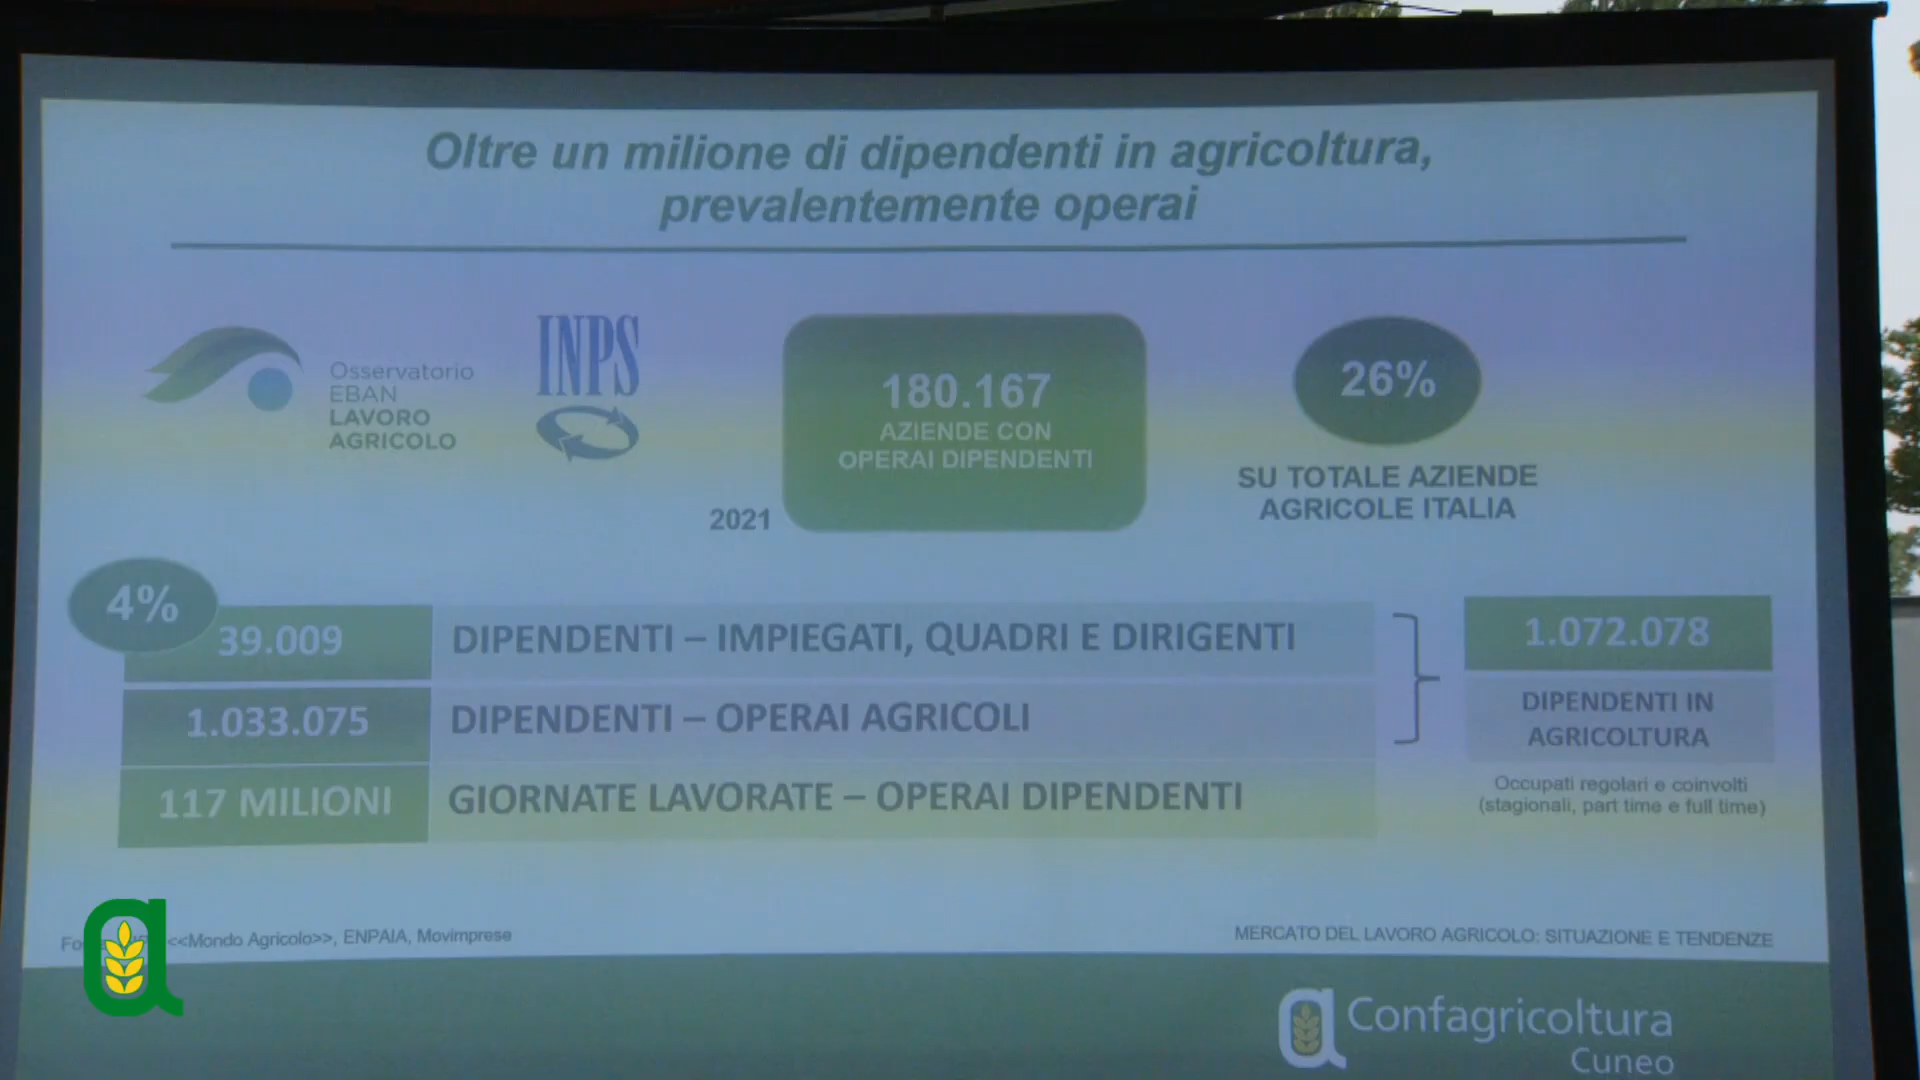 Oltre un milione di dipendenti in agricoltura,
prevalentemente operai
Osservatorio
EBAN
LAVORO
AGRICOLO
INPS
2021
180.167
AZIENDE CON
OPERAI DIPENDENTI
26%
SU TOTALE AZIENDE
AGRICOLE ITALIA
4%
39.009
DIPENDENTI – IMPIEGATI, QUADRI E DIRIGENTI
1.033.075
DIPENDENTI – OPERAI AGRICOLI
117 MILIONI
GIORNATE LAVORATE – OPERAI DIPENDENTI
1.072.078
DIPENDENTI IN
AGRICOLTURA
Occupati regolari e coinvolti
(stagionali, part time e full time)
<<Mondo Agricolo>>, ENPAIA, Movimprese
MERCATO DEL LAVORO AGRICOLO: SITUAZIONE E TENDENZE
a
Confagricoltura
Cuneo